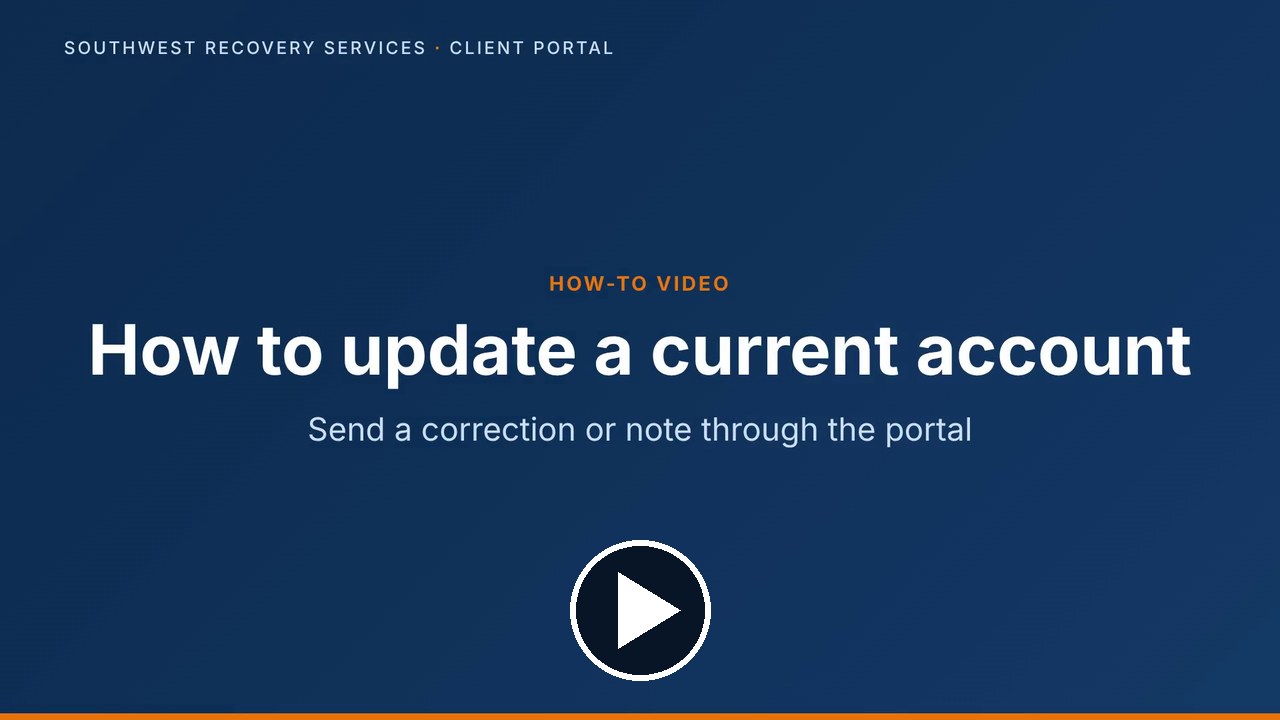 SOUTHWEST RECOVERY SERVICES · CLIENT PORTAL
HOW-TO VIDEO
How to update a current account
Send a correction or note through the portal